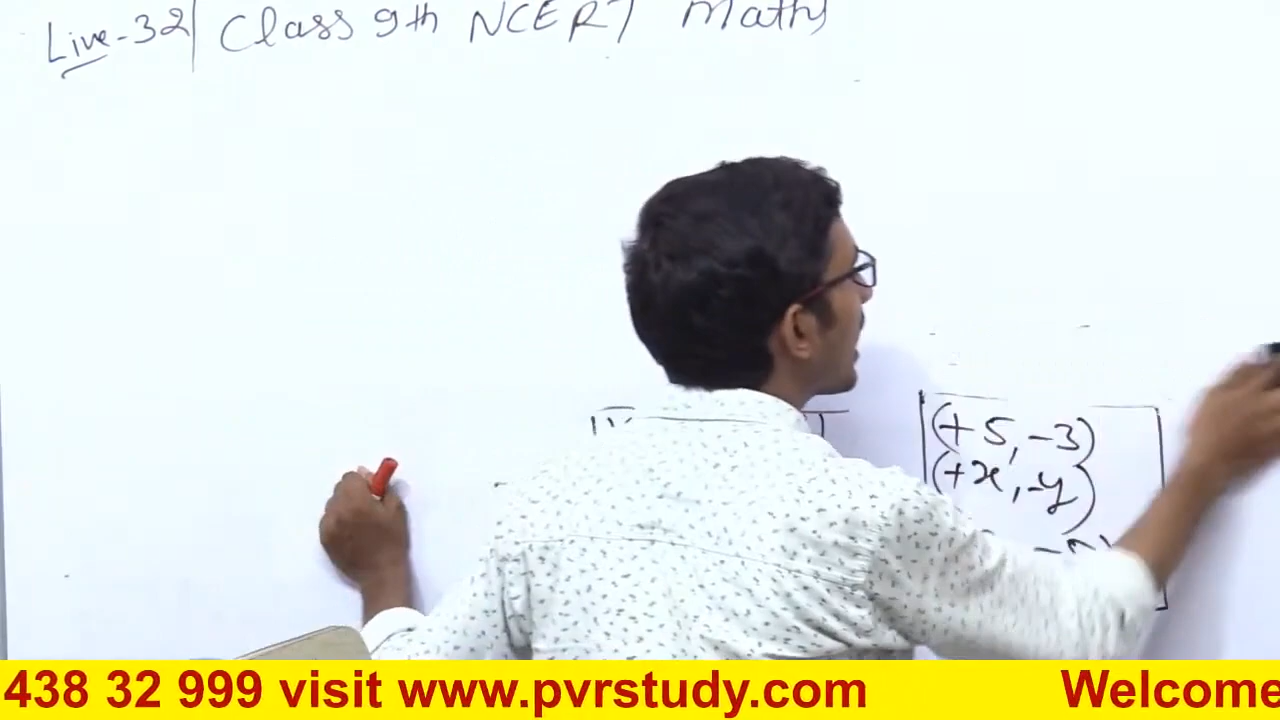 Live-32| Class 9th NCERT Maths
(+5, -3)
(+x, -y)
438 32 999 visit www.pvrstudy.com Welcome